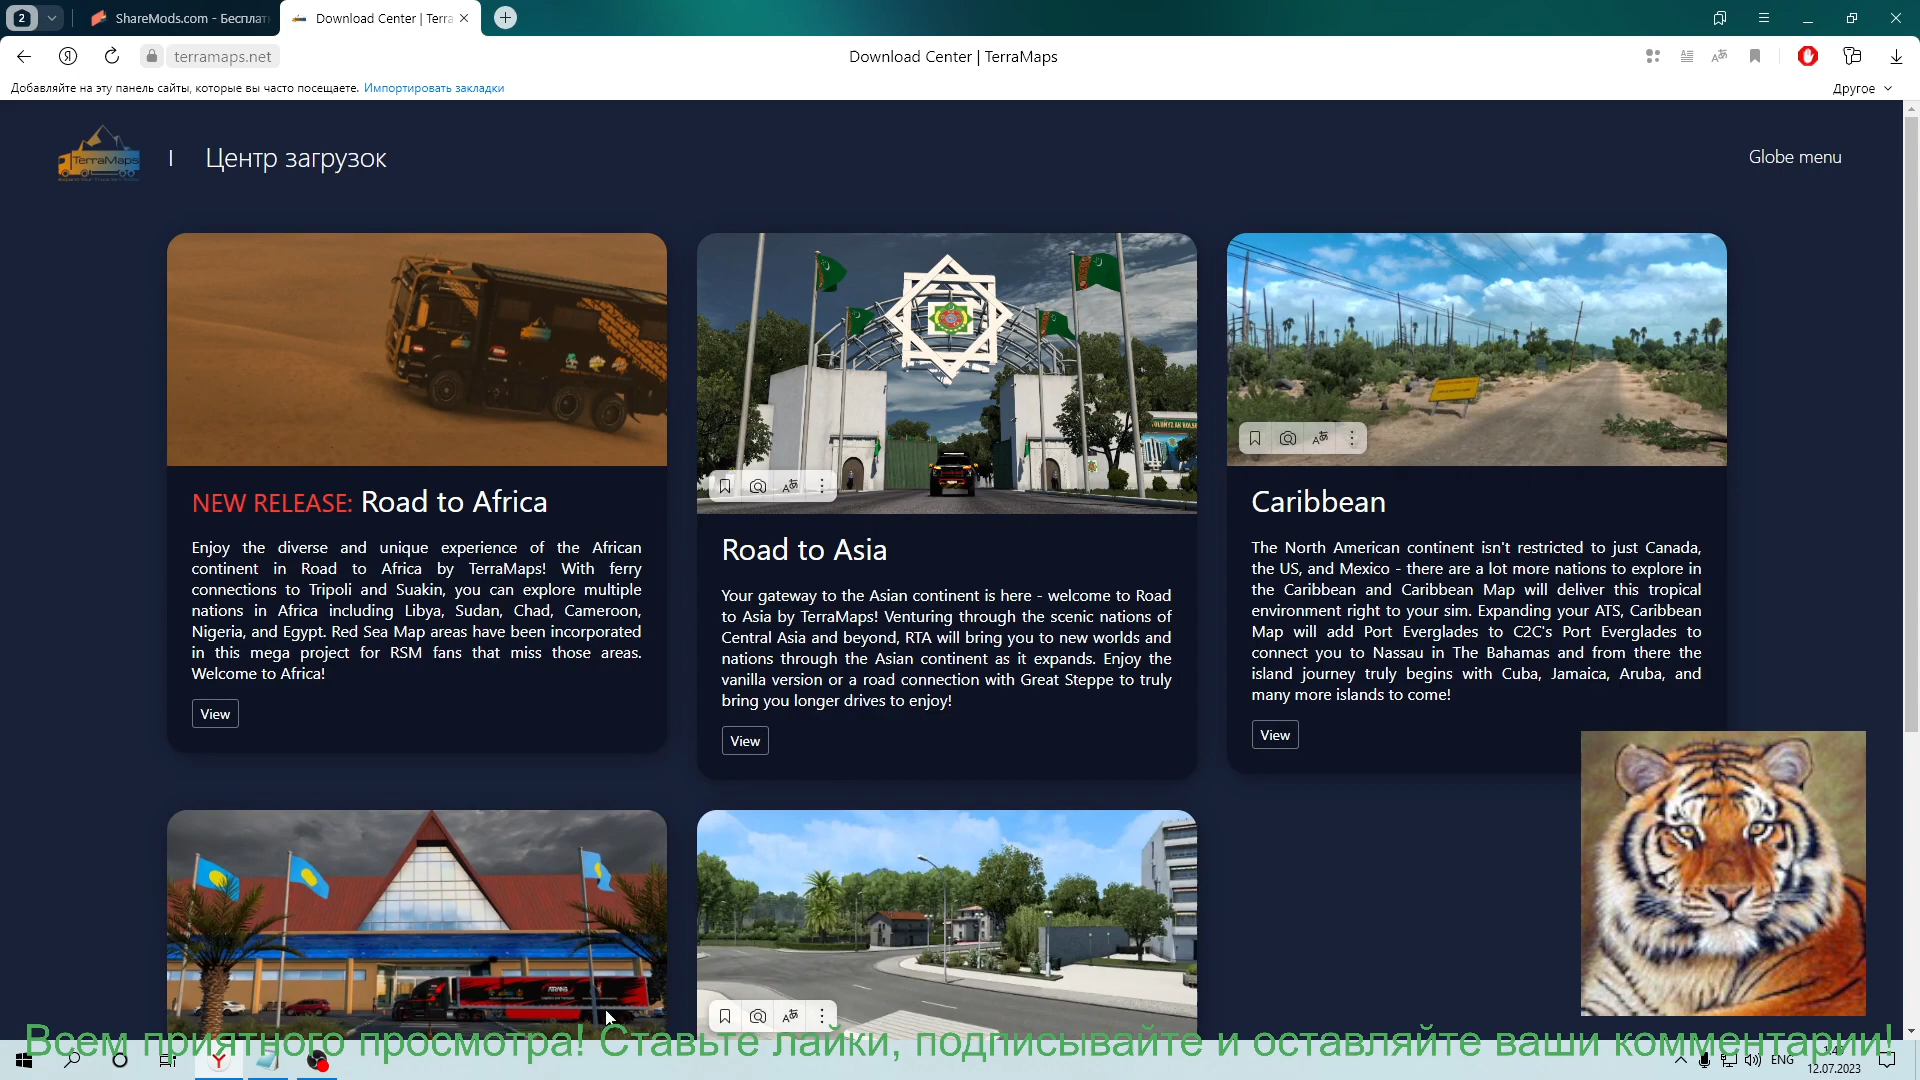 2
ShareMods.com - Бесплат
Download Center | Terra
terramaps.net
Download Center | TerraMaps
Добавляйте на эту панель сайты, которые вы часто посещаете. Импортировать закладки
Другое
TerraMaps
Центр загрузок
Globe menu
NEW RELEASE: Road to Africa
Enjoy the diverse and unique experience of the African
continent in Road to Africa by TerraMaps! With ferry
connections to Tripoli and Suakin, you can explore multiple
nations in Africa including Libya, Sudan, Chad, Cameroon,
Nigeria, and Egypt. Red Sea Map areas have been incorporated
in this mega project for RSM fans that miss those areas.
Welcome to Africa!
View
Road to Asia
Your gateway to the Asian continent is here - welcome to Road
to Asia by TerraMaps! Venturing through the scenic nations of
Central Asia and beyond, RTA will bring you to new worlds and
nations through the Asian continent as it expands. Enjoy the
vanilla version or a road connection with Great Steppe to truly
bring you longer drives to enjoy!
View
Caribbean
The North American continent isn't restricted to just Canada,
the US, and Mexico - there are a lot more nations to explore in
the Caribbean and Caribbean Map will deliver this tropical
environment right to your sim. Expanding your ATS, Caribbean
Map will add Port Everglades to C2C's Port Everglades to
connect you to Nassau in The Bahamas and from there the
island journey truly begins with Cuba, Jamaica, Aruba, and
many more islands to come!
View
Всем приятного просмотра! Ставьте лайки, подписывайте и оставляйте ваши комментарии!
ENG
12.07.2023